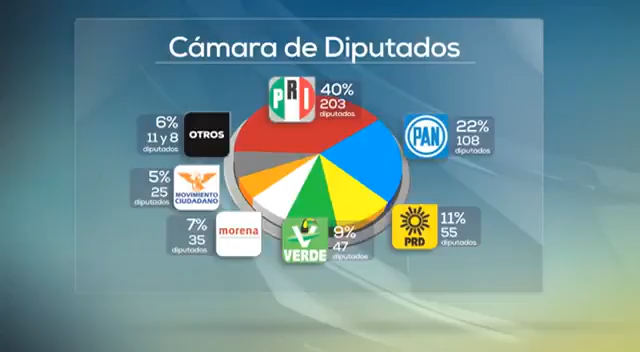 Cámara de Diputados
PRI
40%
203
diputados
6%
11 y 8
diputados
OTROS
PAN
22%
108
diputados
5%
25
diputados
MOVIMIENTO
CIUDADANO
7%
35
diputados
morena
VERDE
9%
47
diputados
PRD
11%
55
diputados